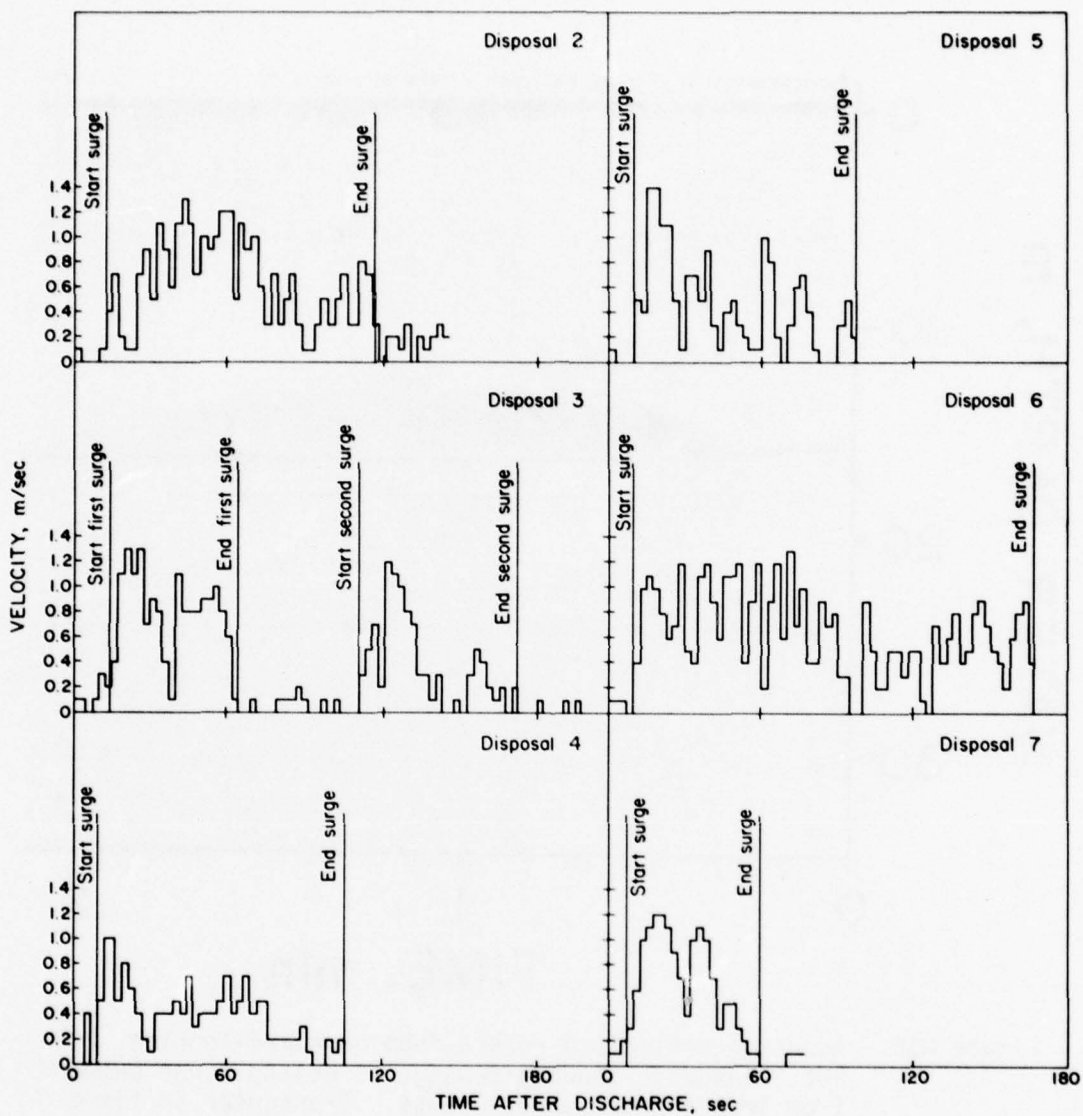 Disposal 2
Start surge
End surge
1.4
1.2
1.0
0.8
0.6
0.4
0.2
0
Disposal 5
Start surge
End surge
VELOCITY, m/sec
Disposal 3
Start first surge
End first surge
Start second surge
End second surge
1.4
1.2
1.0
0.8
0.6
0.4
0.2
0
Disposal 6
Start surge
End surge
Disposal 4
Start surge
End surge
1.4
1.2
1.0
0.8
0.6
0.4
0.2
0
0 60 120 180
Disposal 7
Start surge
End surge
0 60 120 180
TIME AFTER DISCHARGE, sec